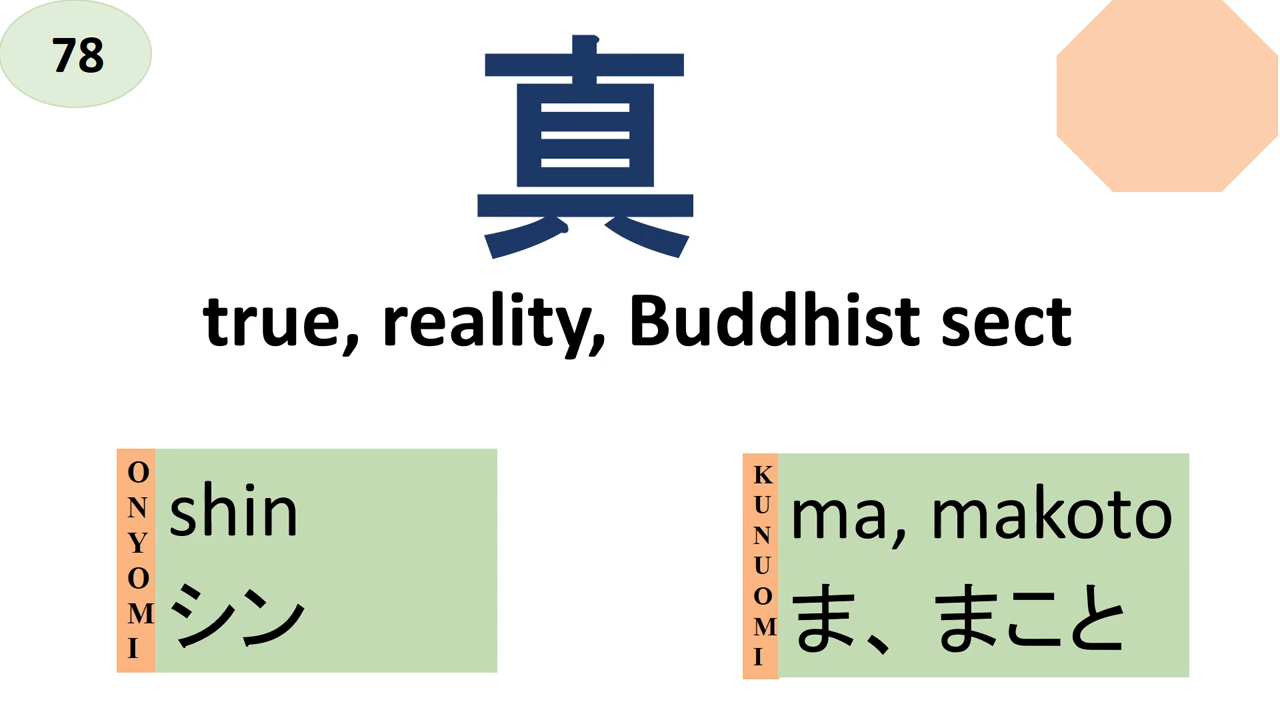 78
真
true, reality, Buddhist sect
ONYOMI
shin
シン
KUNUOMI
ma, makoto
ま、まこと